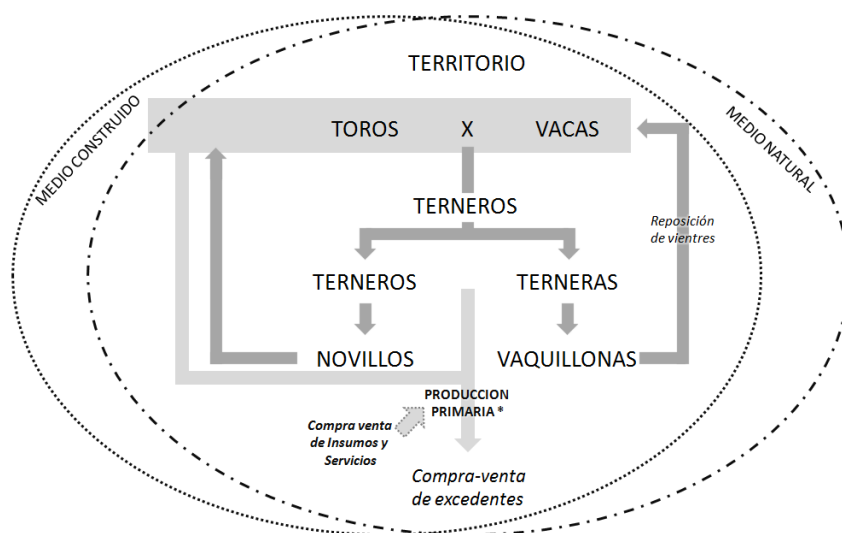 TERRITORIO
MEDIO CONSTRUIDO
MEDIO NATURAL
TOROS X VACAS
TERNEROS
Reposición
de vientres
TERNEROS TERNERAS
NOVILLOS VAQUILLONAS
PRODUCCION
PRIMARIA *
Compra venta
de Insumos y
Servicios
Compra-venta
de excedentes